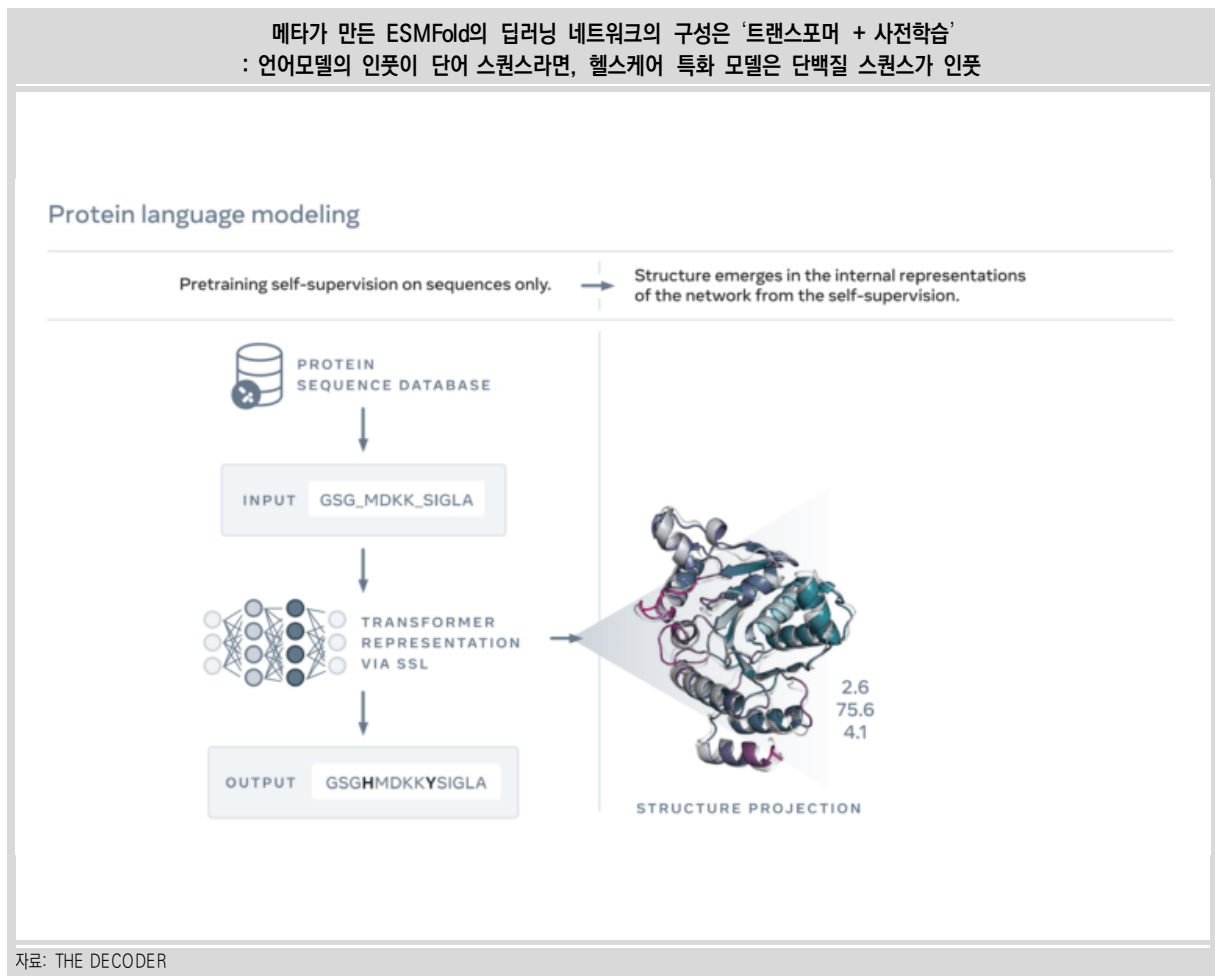 메타가 만든 ESMFold의 딥러닝 네트워크의 구성은 ‘트랜스포머 + 사전학습’
: 언어모델의 인풋이 단어 스퀀스라면, 헬스케어 특화 모델은 단백질 스퀀스가 인풋
Protein language modeling
Pretraining self-supervision on sequences only.
Structure emerges in the internal representations
of the network from the self-supervision.
PROTEIN
SEQUENCE DATABASE
INPUT GSG_MDKK_SIGLA
TRANSFORMER
REPRESENTATION
VIA SSL
OUTPUT GSGHMDKKYSIGLA
2.6
75.6
4.1
STRUCTURE PROJECTION
자료: THE DECODER